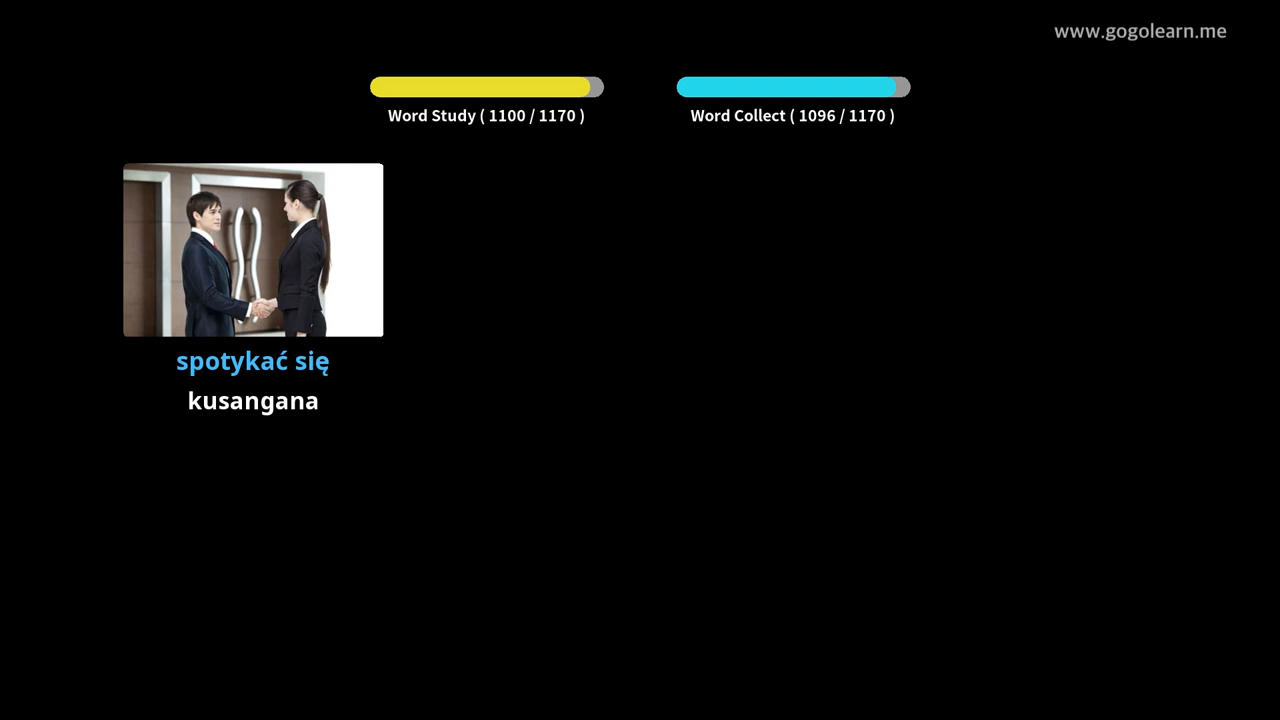 www.gogolearn.me
Word Study ( 1100 / 1170 )
Word Collect ( 1096 / 1170 )
spotykać się
kusangana